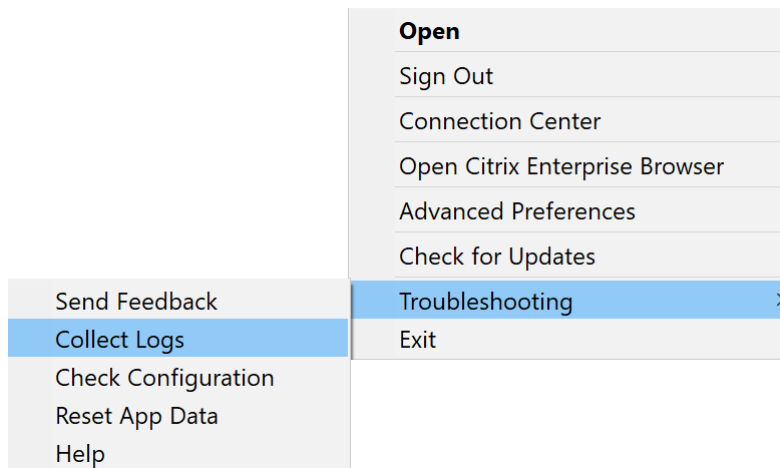 Open
Sign Out
Connection Center
Open Citrix Enterprise Browser
Advanced Preferences
Check for Updates
Troubleshooting
Exit
Send Feedback
Collect Logs
Check Configuration
Reset App Data
Help